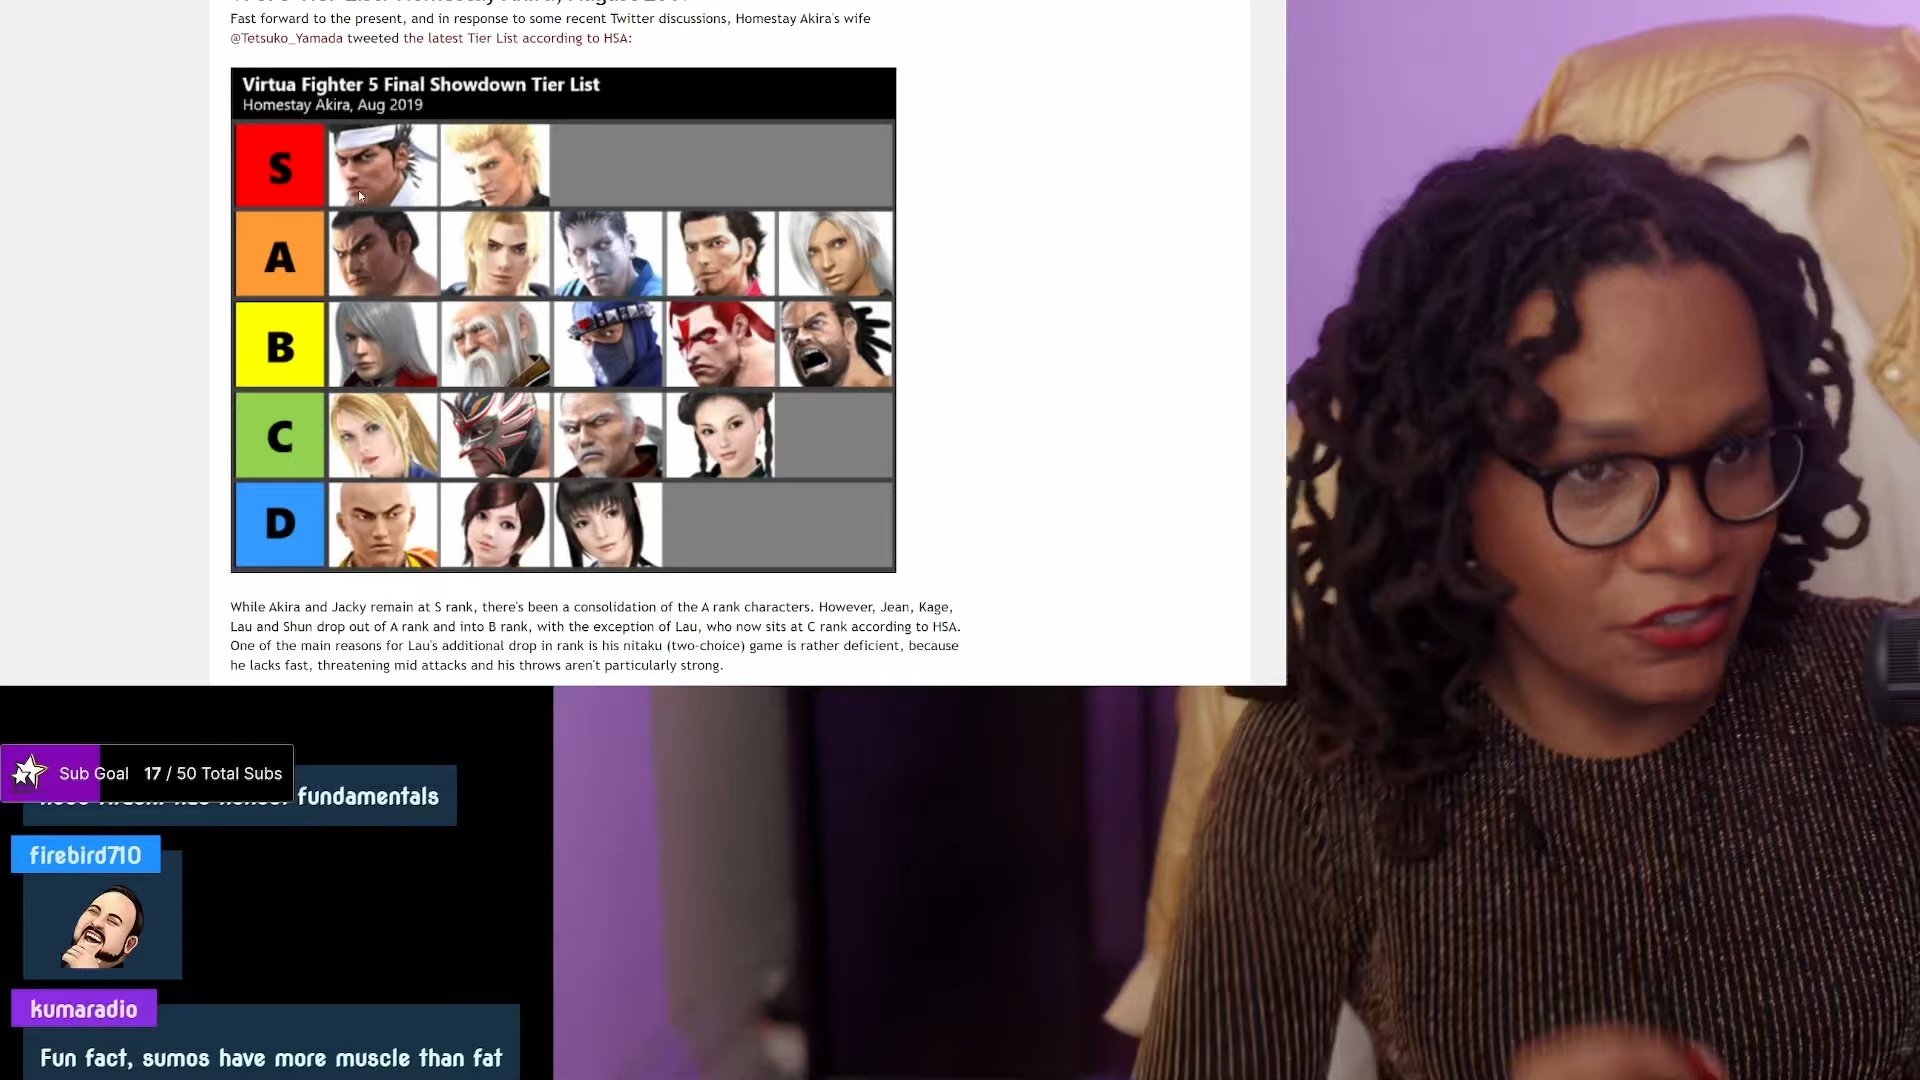 Fast forward to the present, and in response to some recent Twitter discussions, Homestay Akira's wife
@Tetsuko_Yamada tweeted the latest Tier List according to HSA:
Virtua Fighter 5 Final Showdown Tier List
Homestay Akira, Aug 2019
S
A
B
C
D
While Akira and Jacky remain at S rank, there's been a consolidation of the A rank characters. However, Jean, Kage,
Lau and Shun drop out of A rank and into B rank, with the exception of Lau, who now sits at C rank according to HSA.
One of the main reasons for Lau's additional drop in rank is his nitaku (two-choice) game is rather deficient, because
he lacks fast, threatening mid attacks and his throws aren't particularly strong.
Sub Goal 17 / 50 Total Subs
fundamentals
firebird710
kumaradio
Fun fact, sumos have more muscle than fat